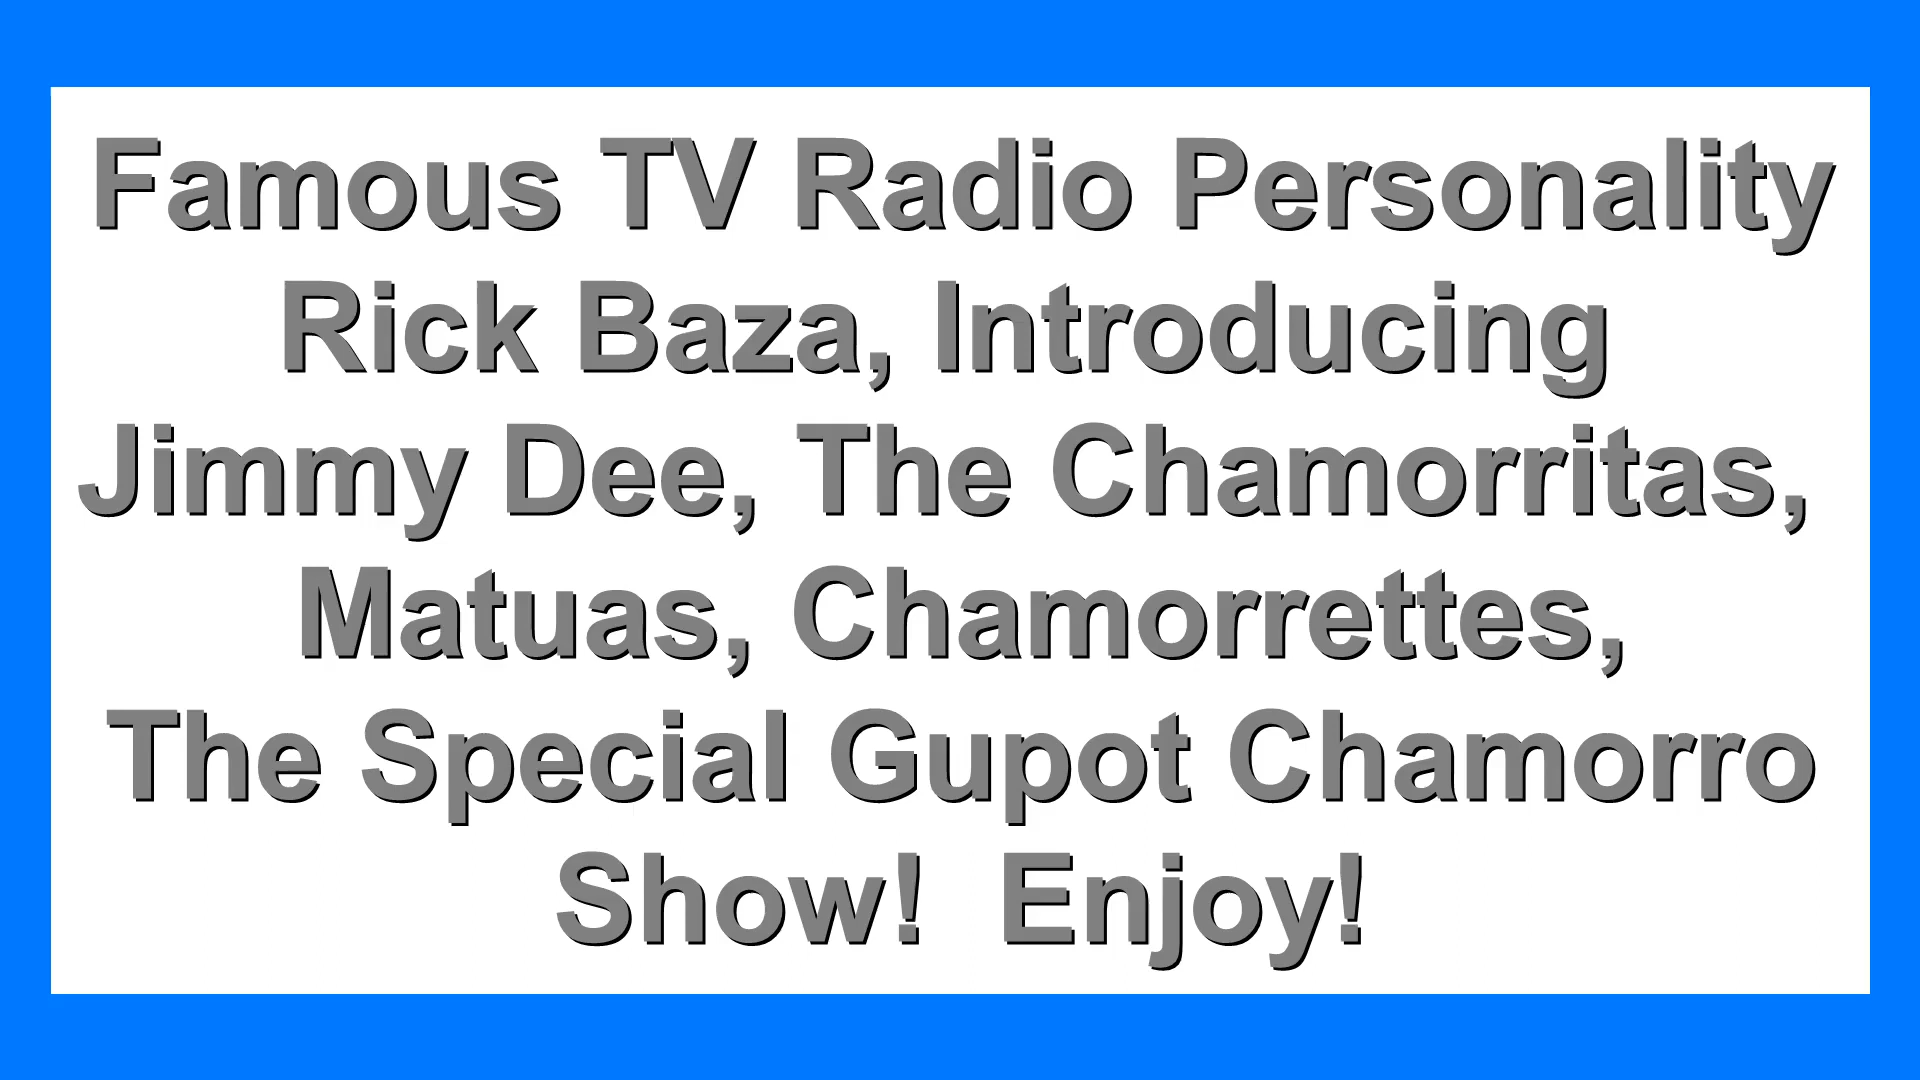 Famous TV Radio Personality
Rick Baza, Introducing
Jimmy Dee, The Chamorritas,
Matuas, Chamorrettes,
The Special Gupot Chamorro
Show!  Enjoy!